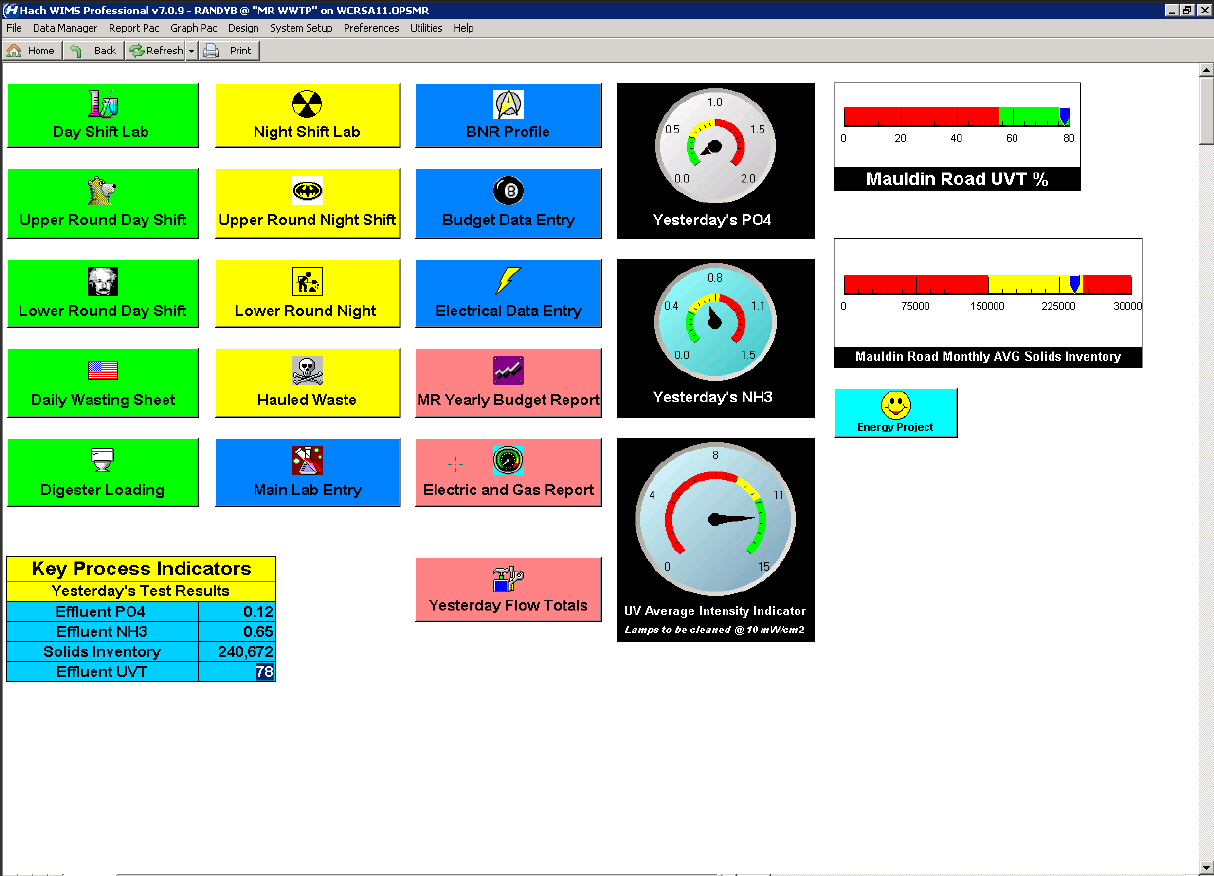 Hach WIMS Professional v7.0.9 - RANDYB @ "MR WWTP" on WCRSA11.OPSMR
File Data Manager Report Pac Graph Pac Design System Setup Preferences Utilities Help
Home Back Refresh Print
Day Shift Lab
Night Shift Lab
BNR Profile
Upper Round Day Shift
Upper Round Night Shift
8
Budget Data Entry
Lower Round Day Shift
Lower Round Night
Electrical Data Entry
Daily Wasting Sheet
Hauled Waste
MR Yearly Budget Report
Digester Loading
Main Lab Entry
Electric and Gas Report
Yesterday Flow Totals
Key Process Indicators
Yesterday's Test Results
Effluent PO4 0.12
Effluent NH3 0.65
Solids Inventory 240,672
Effluent UVT 78
1.0
0.5 1.5
0.0 2.0
Yesterday's PO4
0.8
0.4 1.1
0.0 1.5
Yesterday's NH3
8
4 11
0 15
UV Average Intensity Indicator
Lamps to be cleaned @ 10 mW/cm2
0 20 40 60 80
Mauldin Road UVT %
0 75000 150000 225000 30000
Mauldin Road Monthly AVG Solids Inventory
Energy Project